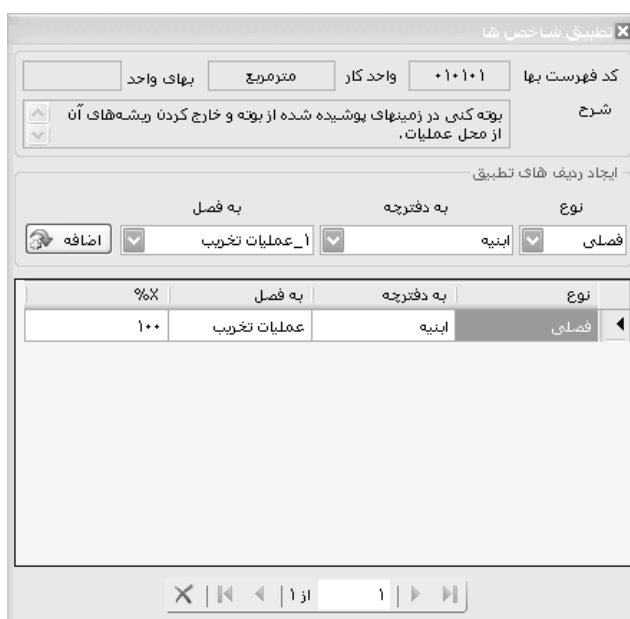 تطبیق شاخص ها
کد فهرست بها ۰۱۰۱۰۱ واحد کار مترمربع بهای واحد
شرح بوته کنی در زمینهای پوشیده شده از بوته و خارج کردن ریشه‌های آن
از محل عملیات.
ایجاد ردیف های تطبیق
نوع به دفترچه به فصل
فصلی ابنیه ۱_عملیات تخریب اضافه
نوع به دفترچه به فصل %X
فصلی ابنیه عملیات تخریب ۱۰۰
۱ از ۱